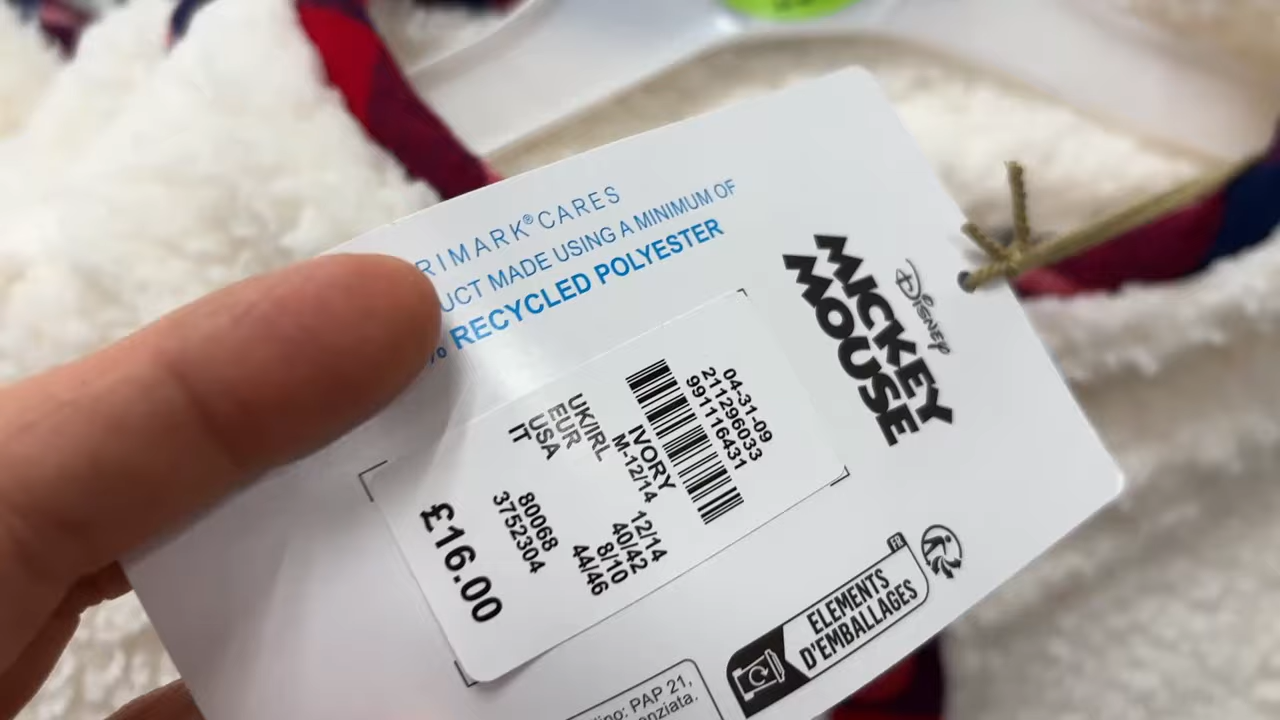 RIMARK® CARES
UCT MADE USING A MINIMUM OF
% RECYCLED POLYESTER
DISNEY
MICKEY
MOUSE
04-31-09
211296033
991116431
IVORY
M-12/14
UK/IRL 12/14
EUR 40/42
USA 8/10
IT 44/46
80068
3752304
£16.00
FR
ELEMENTS
D'EMBALLAGES
PAP 21,